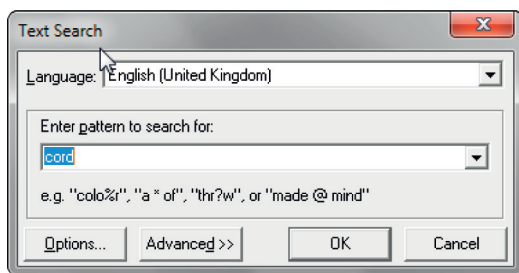 Text Search
Language: English (United Kingdom)
Enter pattern to search for:
cord
e.g. "colo%r", "a * of", "thr?w", or "made @ mind"
Options... Advanced >> OK Cancel